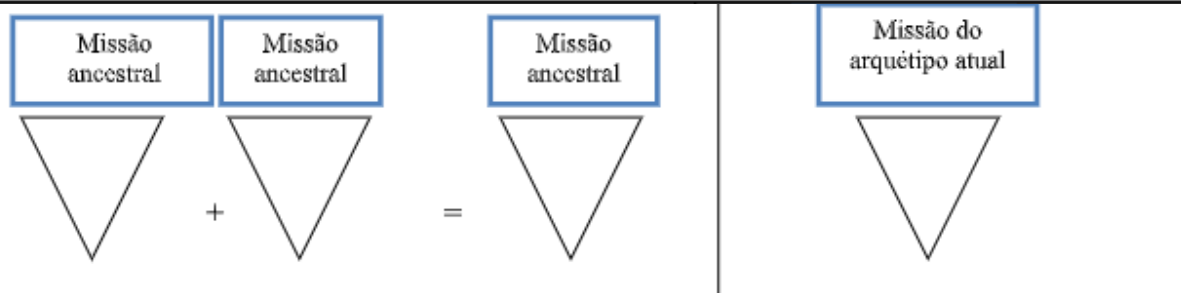 Missão
ancestral
Missão
ancestral
Missão
ancestral
Missão do
arquétipo atual
+
=